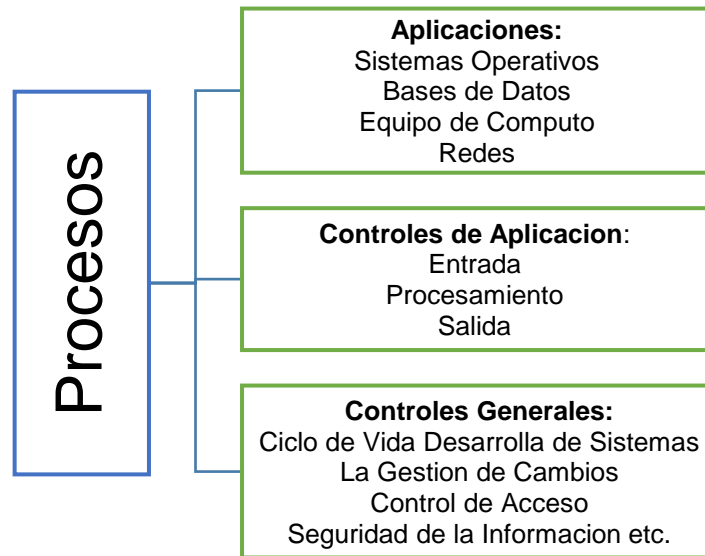 Procesos
Aplicaciones:
Sistemas Operativos
Bases de Datos
Equipo de Computo
Redes
Controles de Aplicacion:
Entrada
Procesamiento
Salida
Controles Generales:
Ciclo de Vida Desarrolla de Sistemas
La Gestion de Cambios
Control de Acceso
Seguridad de la Informacion etc.